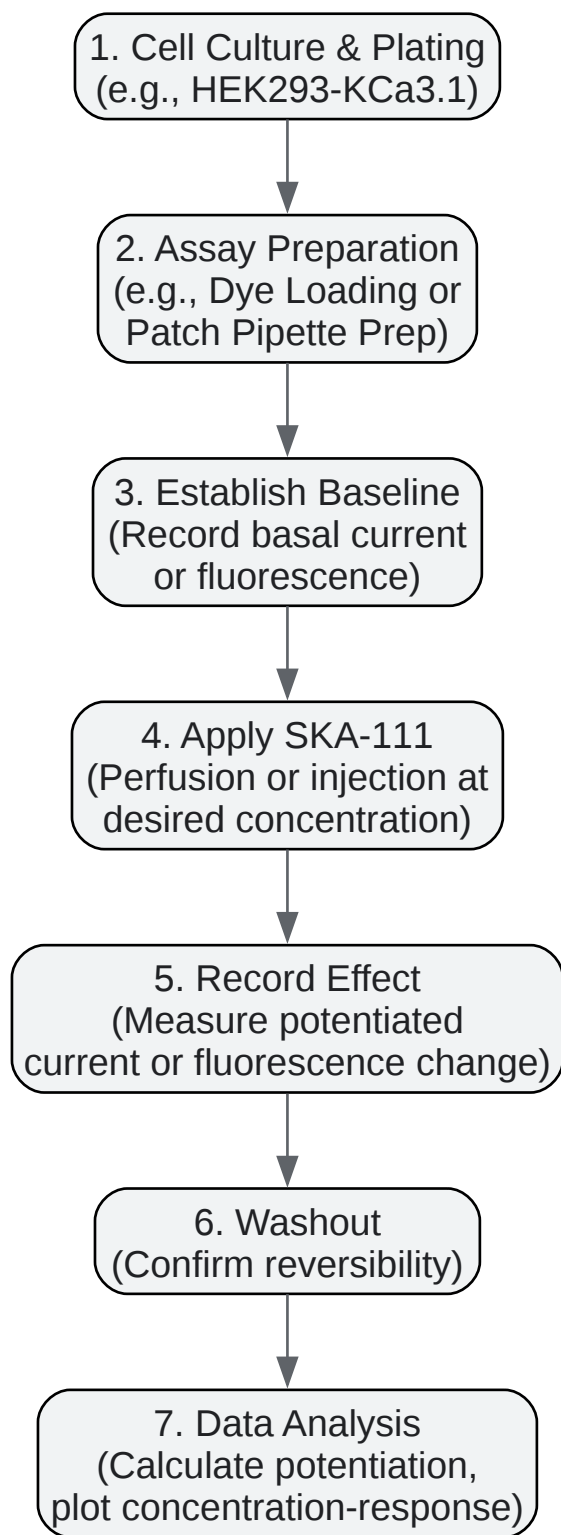 1. Cell Culture & Plating
(e.g., HEK293-KCa3.1)
2. Assay Preparation
(e.g., Dye Loading or
Patch Pipette Prep)
3. Establish Baseline
(Record basal current
or fluorescence)
4. Apply SKA-111
(Perfusion or injection at
desired concentration)
5. Record Effect
(Measure potentiated
current or fluorescence change)
6. Washout
(Confirm reversibility)
7. Data Analysis
(Calculate potentiation,
plot concentration-response)